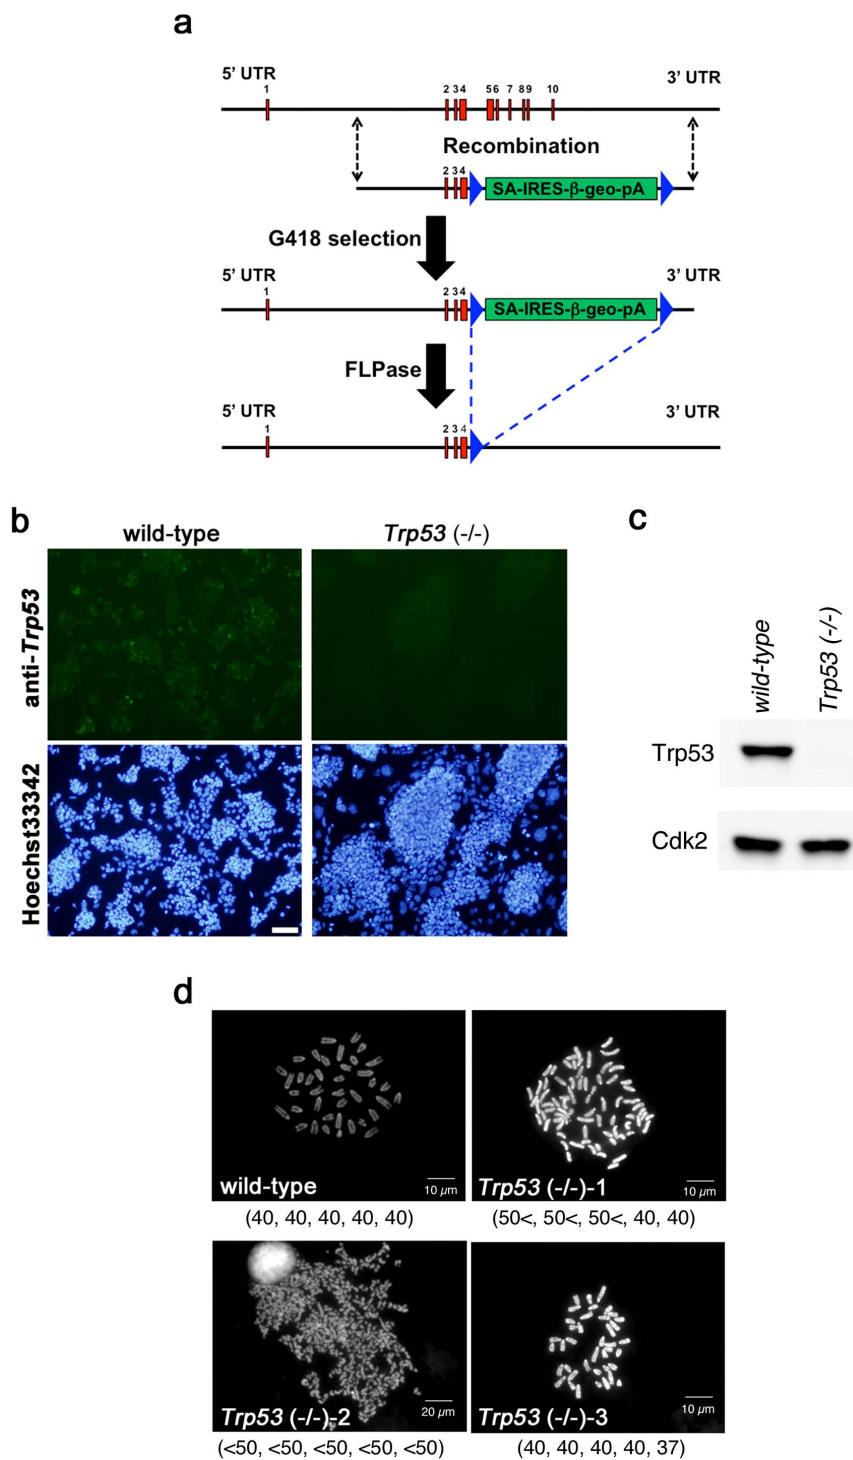 a
5’ UTR
3’ UTR
1
2 3 4 5 6 7 8 9 10
Recombination
2 3 4
SA-IRES-β-geo-pA
G418 selection
5’ UTR
3’ UTR
1
2 3 4
SA-IRES-β-geo-pA
FLPase
5’ UTR
3’ UTR
1
2 3 4
b
wild-type
Trp53 (-/-)
anti-Trp53
Hoechst33342
c
wild-type
Trp53 (-/-)
Trp53
Cdk2
d
wild-type
10 µm
(40, 40, 40, 40, 40)
Trp53 (-/-)-1
10 µm
(50<, 50<, 50<, 40, 40)
Trp53 (-/-)-2
20 µm
(<50, <50, <50, <50, <50)
Trp53 (-/-)-3
10 µm
(40, 40, 40, 40, 37)